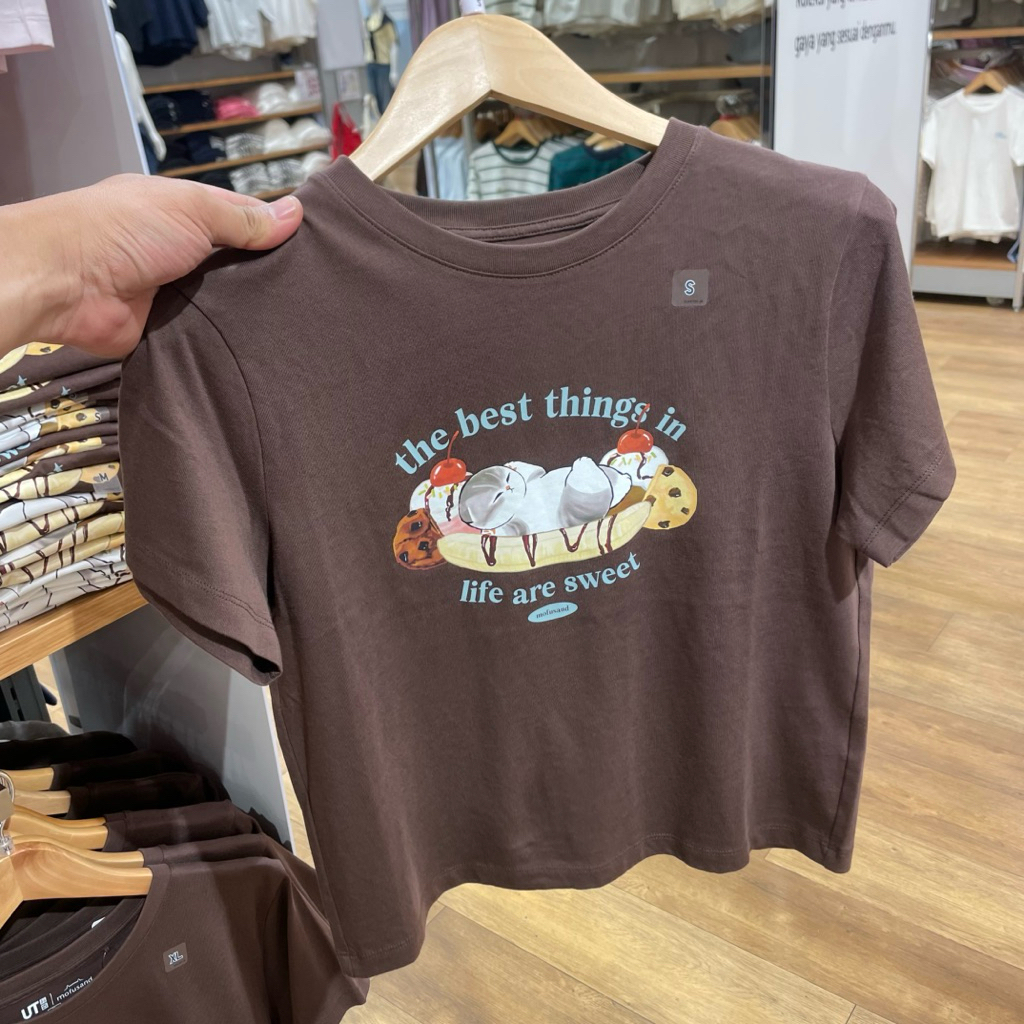 gaya yang sesuai denganmu.
S
the best things in
life are sweet
mofusand
XL
UT
mofusand